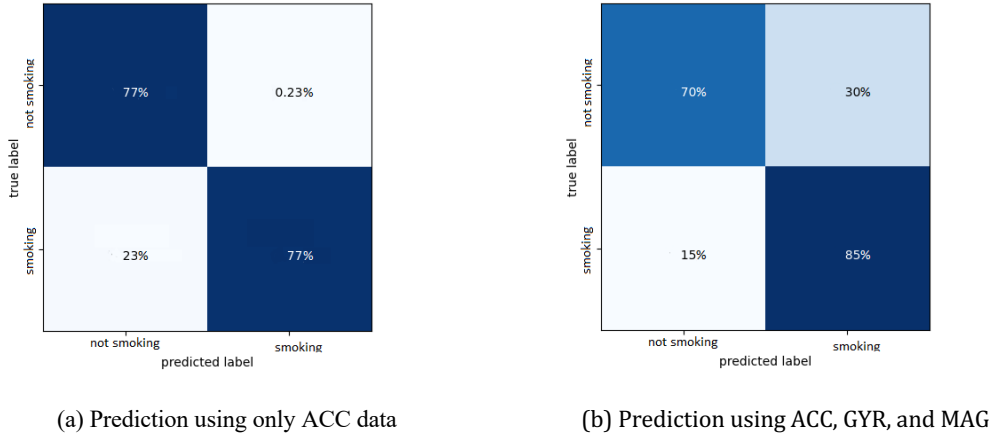 true label
not smoking
smoking
77%
0.23%
23%
77%
not smoking
smoking
predicted label
(a) Prediction using only ACC data
true label
not smoking
smoking
70%
30%
15%
85%
not smoking
smoking
predicted label
(b) Prediction using ACC, GYR, and MAG